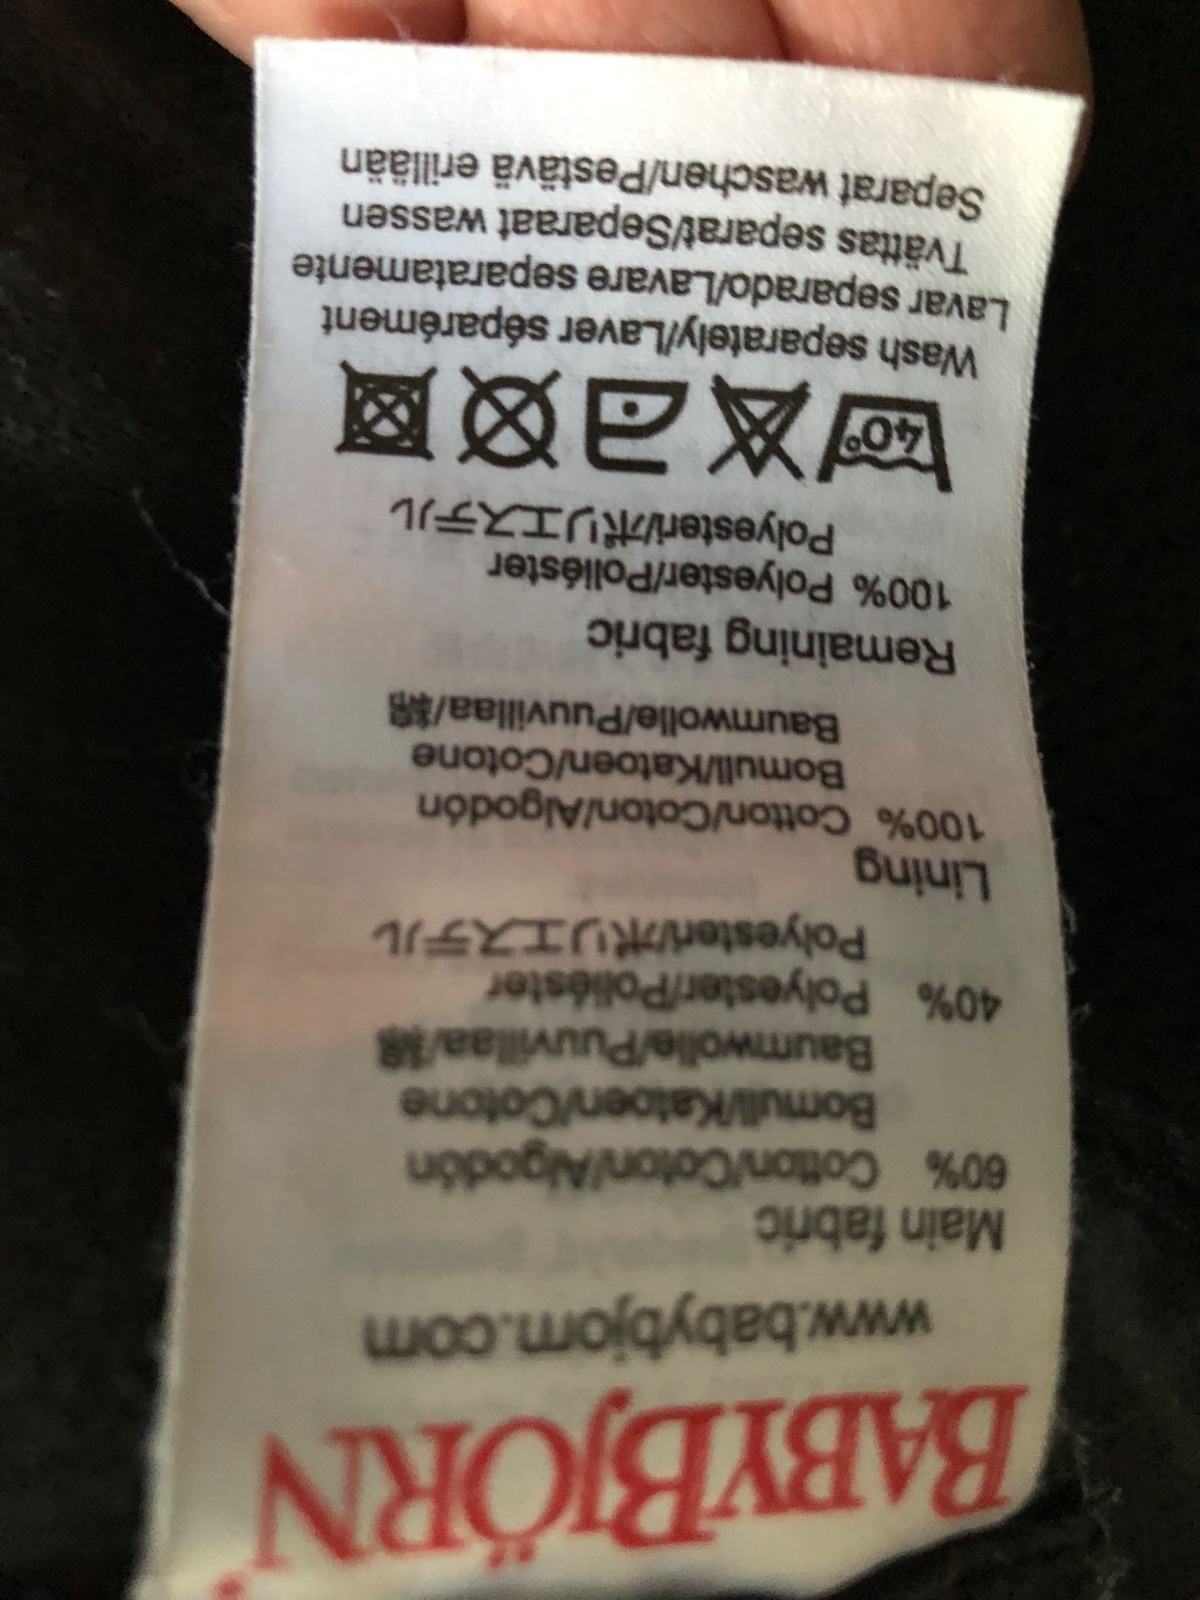 BABYBJÖRN
www.babybjorn.com
Main fabric
60% Cotton/Coton/Algodón
Bomull/Katoen/Cotone
Baumwolle/Puuvillaa/綿
40% Polyester/Poliéster
Polyesteri/ポリエステル
Lining
100% Cotton/Coton/Algodón
Bomull/Katoen/Cotone
Baumwolle/Puuvillaa/綿
Remaining fabric
100% Polyester/Poliéster
Polyesteri/ポリエステル
40°
Wash separately/Laver séparément
Lavar separado/Lavare separatamente
Tvättas separat/Separaat wassen
Separat waschen/Pestävä erillään